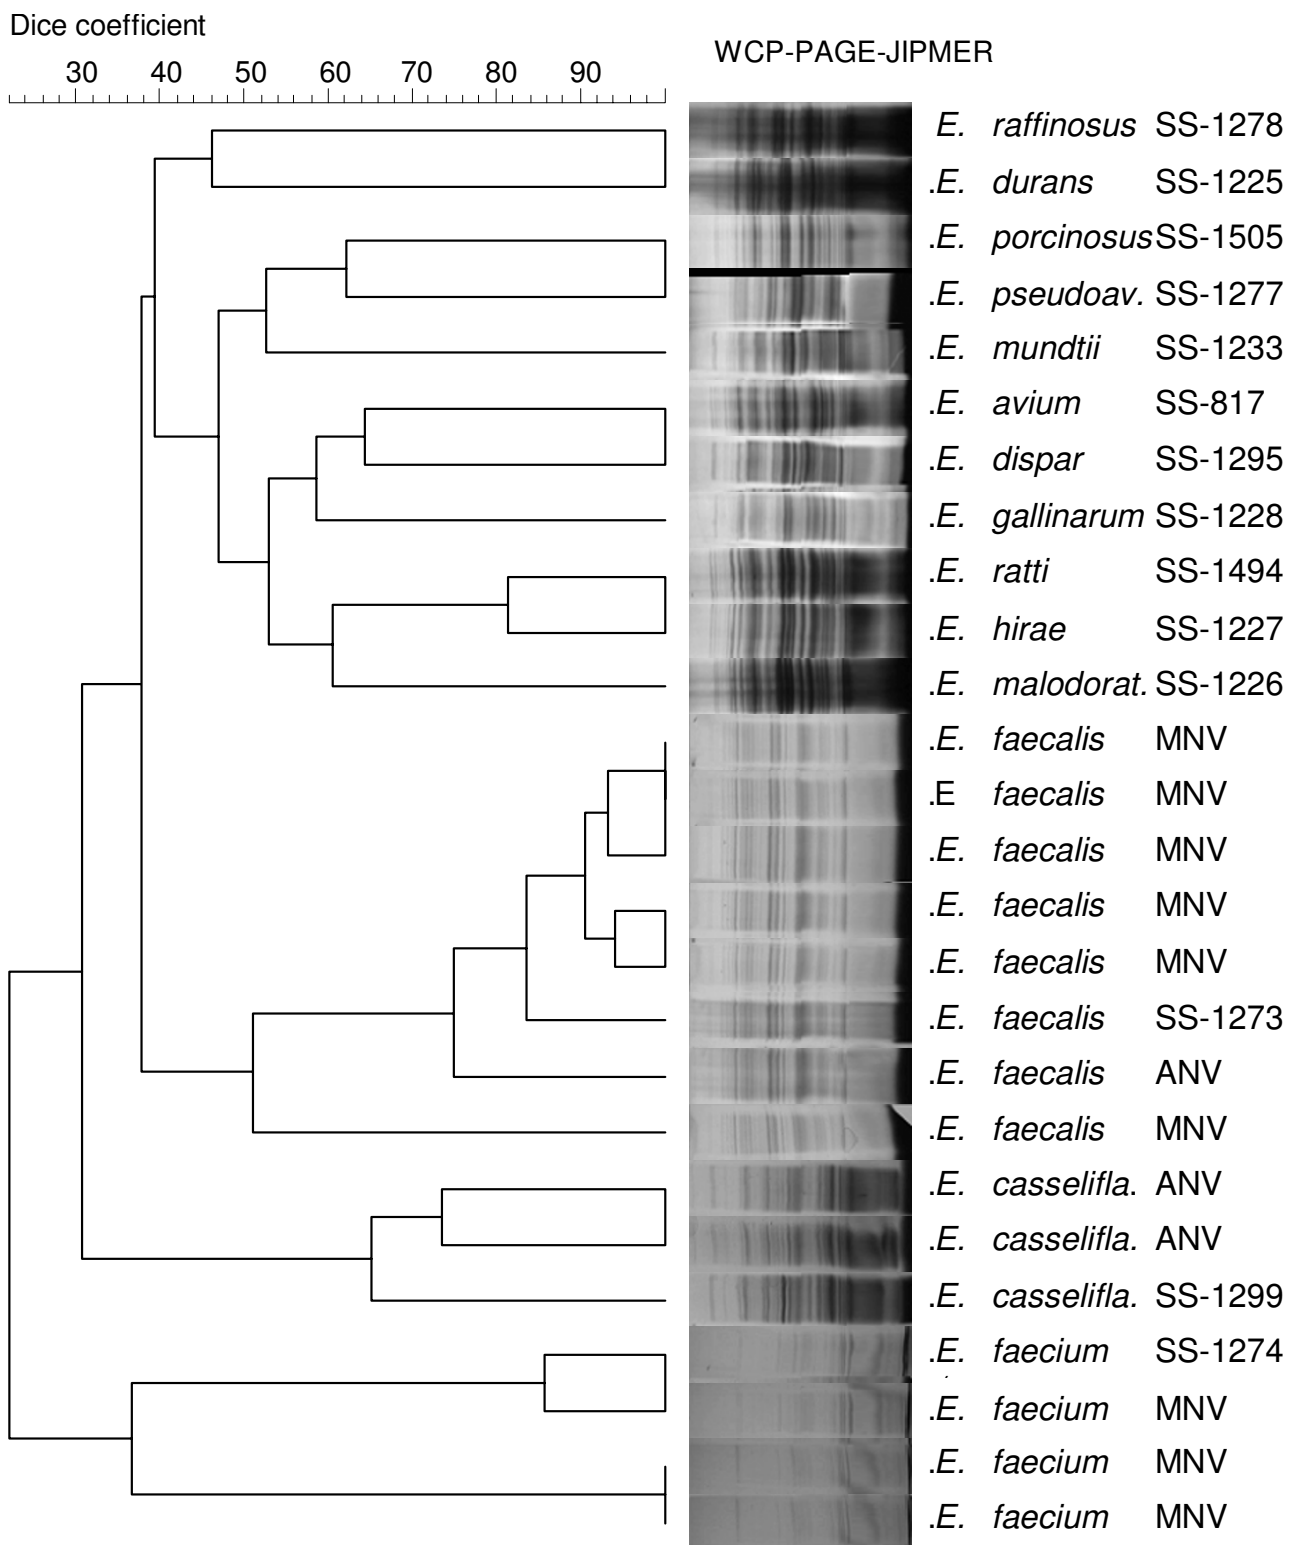 Dice coefficient
WCP-PAGE-JIPMER
30 40 50 60 70 80 90
.E. raffinosus SS-1278
.E. durans SS-1225
.E. porcinosus SS-1505
.E. pseudoav. SS-1277
.E. mundtii SS-1233
.E. avium SS-817
.E. dispar SS-1295
.E. gallinarum SS-1228
.E. ratti SS-1494
.E. hirae SS-1227
.E. malodorat. SS-1226
.E. faecalis MNV
.E faecalis MNV
.E. faecalis MNV
.E. faecalis MNV
.E. faecalis MNV
.E. faecalis SS-1273
.E. faecalis ANV
.E. faecalis MNV
.E. casselifla. ANV
.E. casselifla. ANV
.E. casselifla. SS-1299
.E. faecium SS-1274
.E. faecium MNV
.E. faecium MNV
.E. faecium MNV